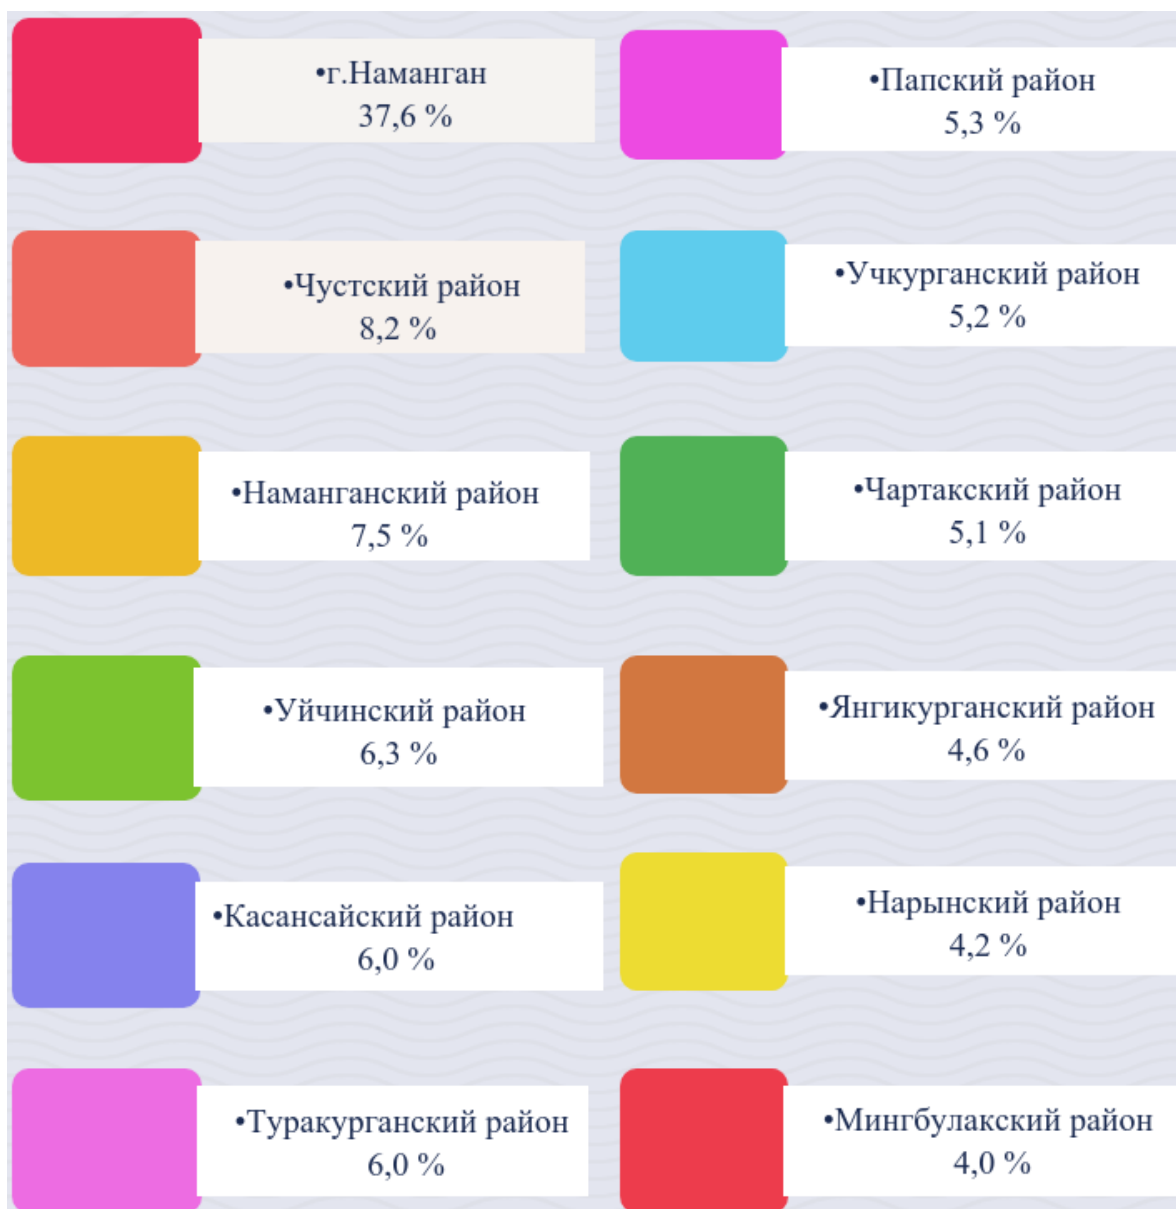 •г.Наманган
37,6 %
•Чустский район
8,2 %
•Наманганский район
7,5 %
•Уйчинский район
6,3 %
•Касансайский район
6,0 %
•Туракурганский район
6,0 %
•Папский район
5,3 %
•Учкурганский район
5,2 %
•Чартакский район
5,1 %
•Янгикурганский район
4,6 %
•Нарынский район
4,2 %
•Мингбулакский район
4,0 %